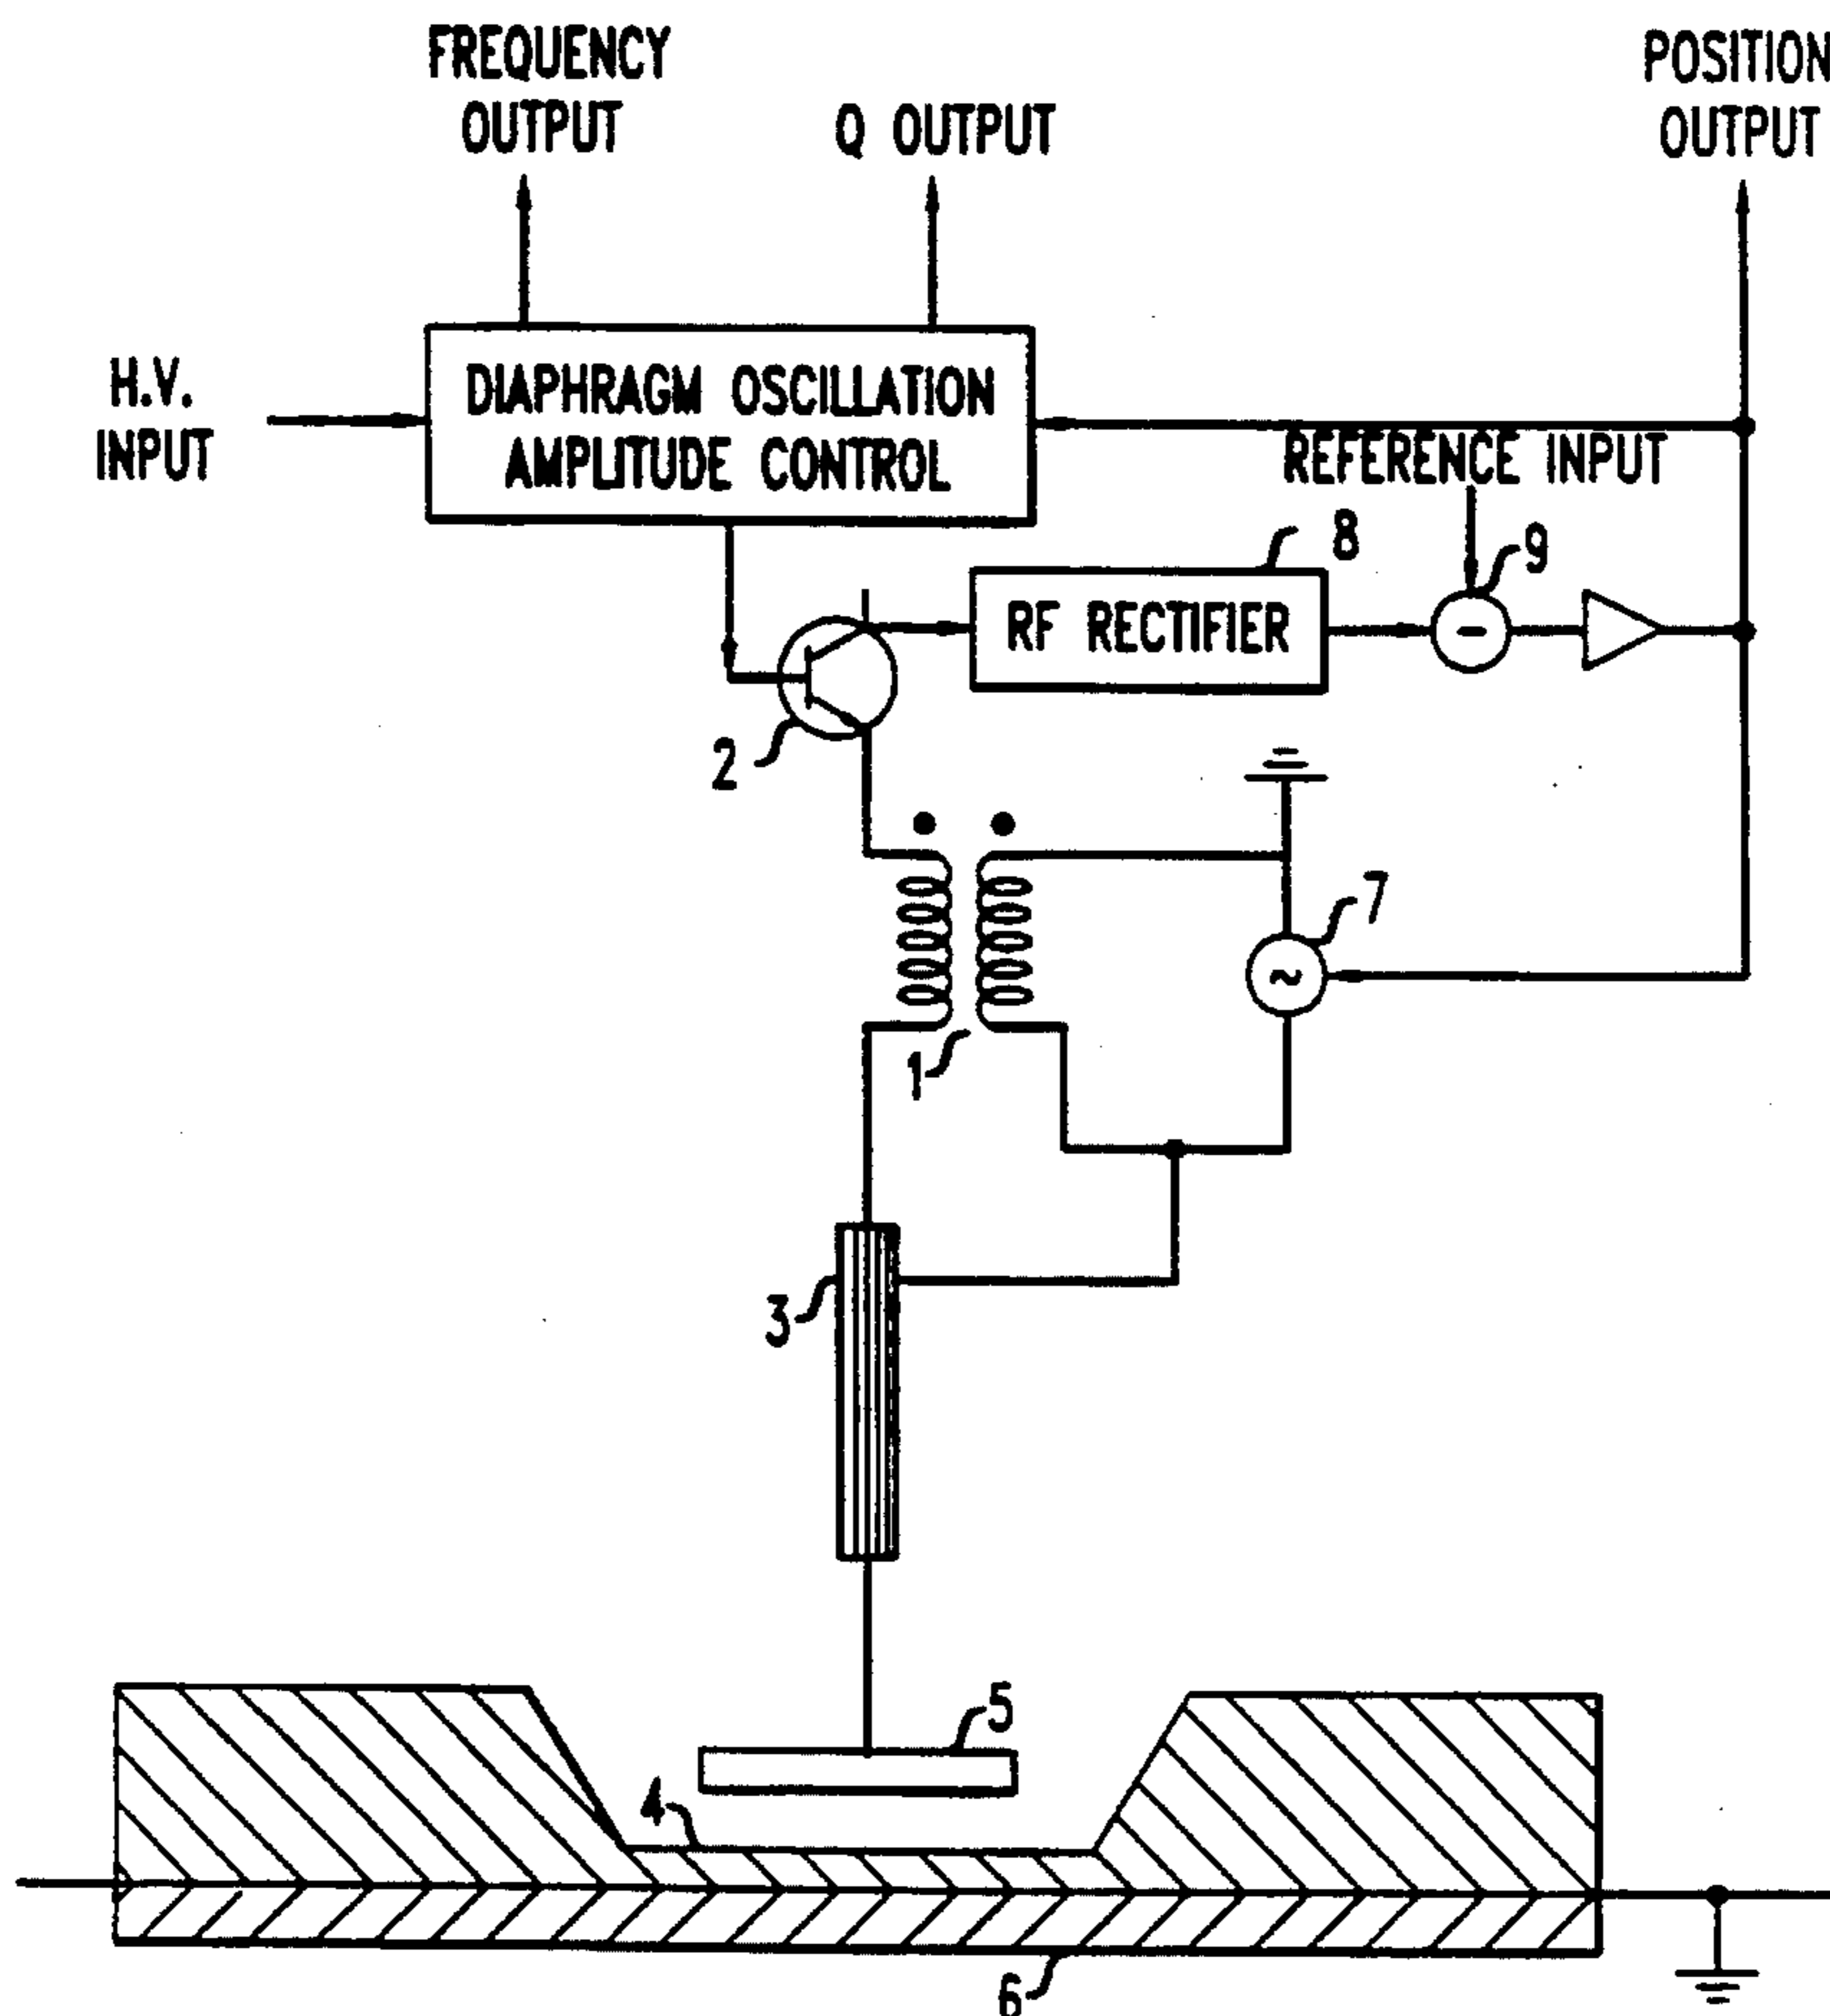 FREQUENCY
OUTPUT
Q OUTPUT
POSITION
OUTPUT
H.V.
INPUT
DIAPHRAGM OSCILLATION
AMPLITUDE CONTROL
REFERENCE INPUT
8
9
RF RECTIFIER
-
2
7
~
1
3
5
4
6